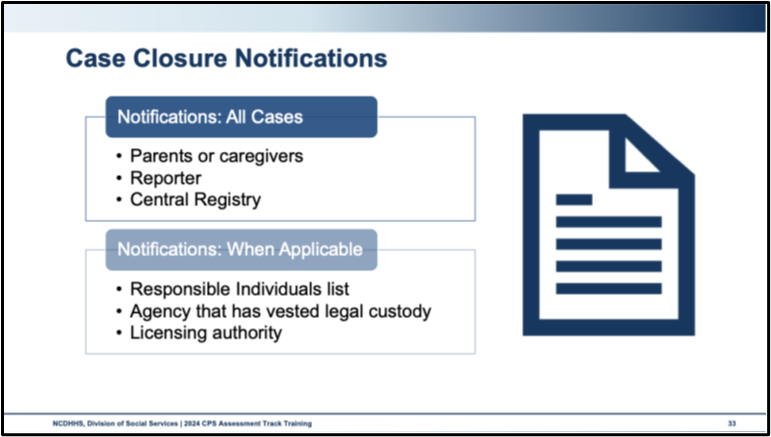 Case Closure Notifications
Notifications: All Cases
• Parents or caregivers
• Reporter
• Central Registry
Notifications: When Applicable
• Responsible Individuals list
• Agency that has vested legal custody
• Licensing authority
NCDHHS, Division of Social Services | 2024 CPS Assessment Track Training
33